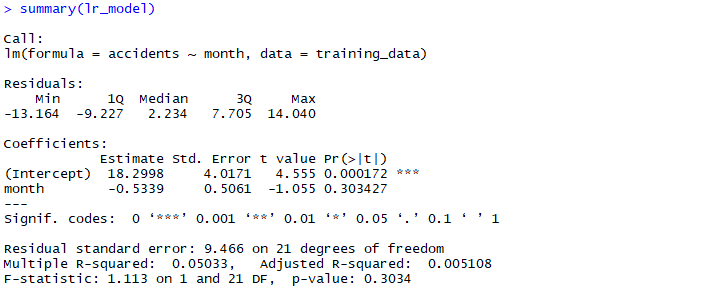 > summary(lr_model)
Call:
lm(formula = accidents ~ month, data = training_data)
Residuals:
Min 1Q Median 3Q Max
-13.164 -9.227 2.234 7.705 14.040
Coefficients:
Estimate Std. Error t value Pr(>|t|)
(Intercept) 18.2998 4.0171 4.555 0.000172 ***
month -0.5339 0.5061 -1.055 0.303427
---
Signif. codes: 0 ‘***’ 0.001 ‘**’ 0.01 ‘*’ 0.05 ‘.’ 0.1 ‘ ’ 1
Residual standard error: 9.466 on 21 degrees of freedom
Multiple R-squared: 0.05033, Adjusted R-squared: 0.005108
F-statistic: 1.113 on 1 and 21 DF, p-value: 0.3034